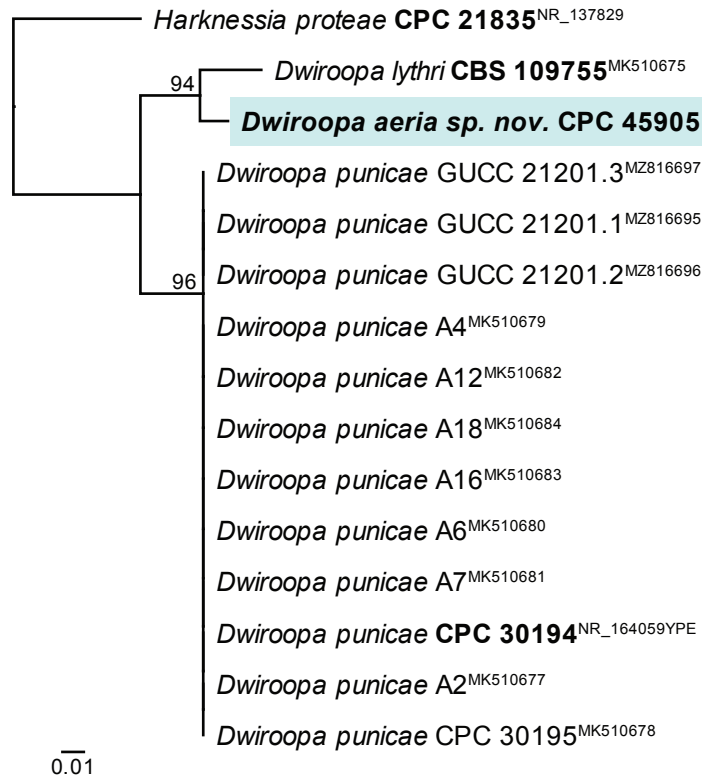 Harknessia proteae CPC 21835NR_137829
Dwiroopa lythri CBS 109755MK510675
94
Dwiroopa aeria sp. nov. CPC 45905
Dwiroopa punicae GUCC 21201.3MZ816697
Dwiroopa punicae GUCC 21201.1MZ816695
Dwiroopa punicae GUCC 21201.2MZ816696
96
Dwiroopa punicae A4MK510679
Dwiroopa punicae A12MK510682
Dwiroopa punicae A18MK510684
Dwiroopa punicae A16MK510683
Dwiroopa punicae A6MK510680
Dwiroopa punicae A7MK510681
Dwiroopa punicae CPC 30194NR_164059YPE
Dwiroopa punicae A2MK510677
Dwiroopa punicae CPC 30195MK510678
0.01